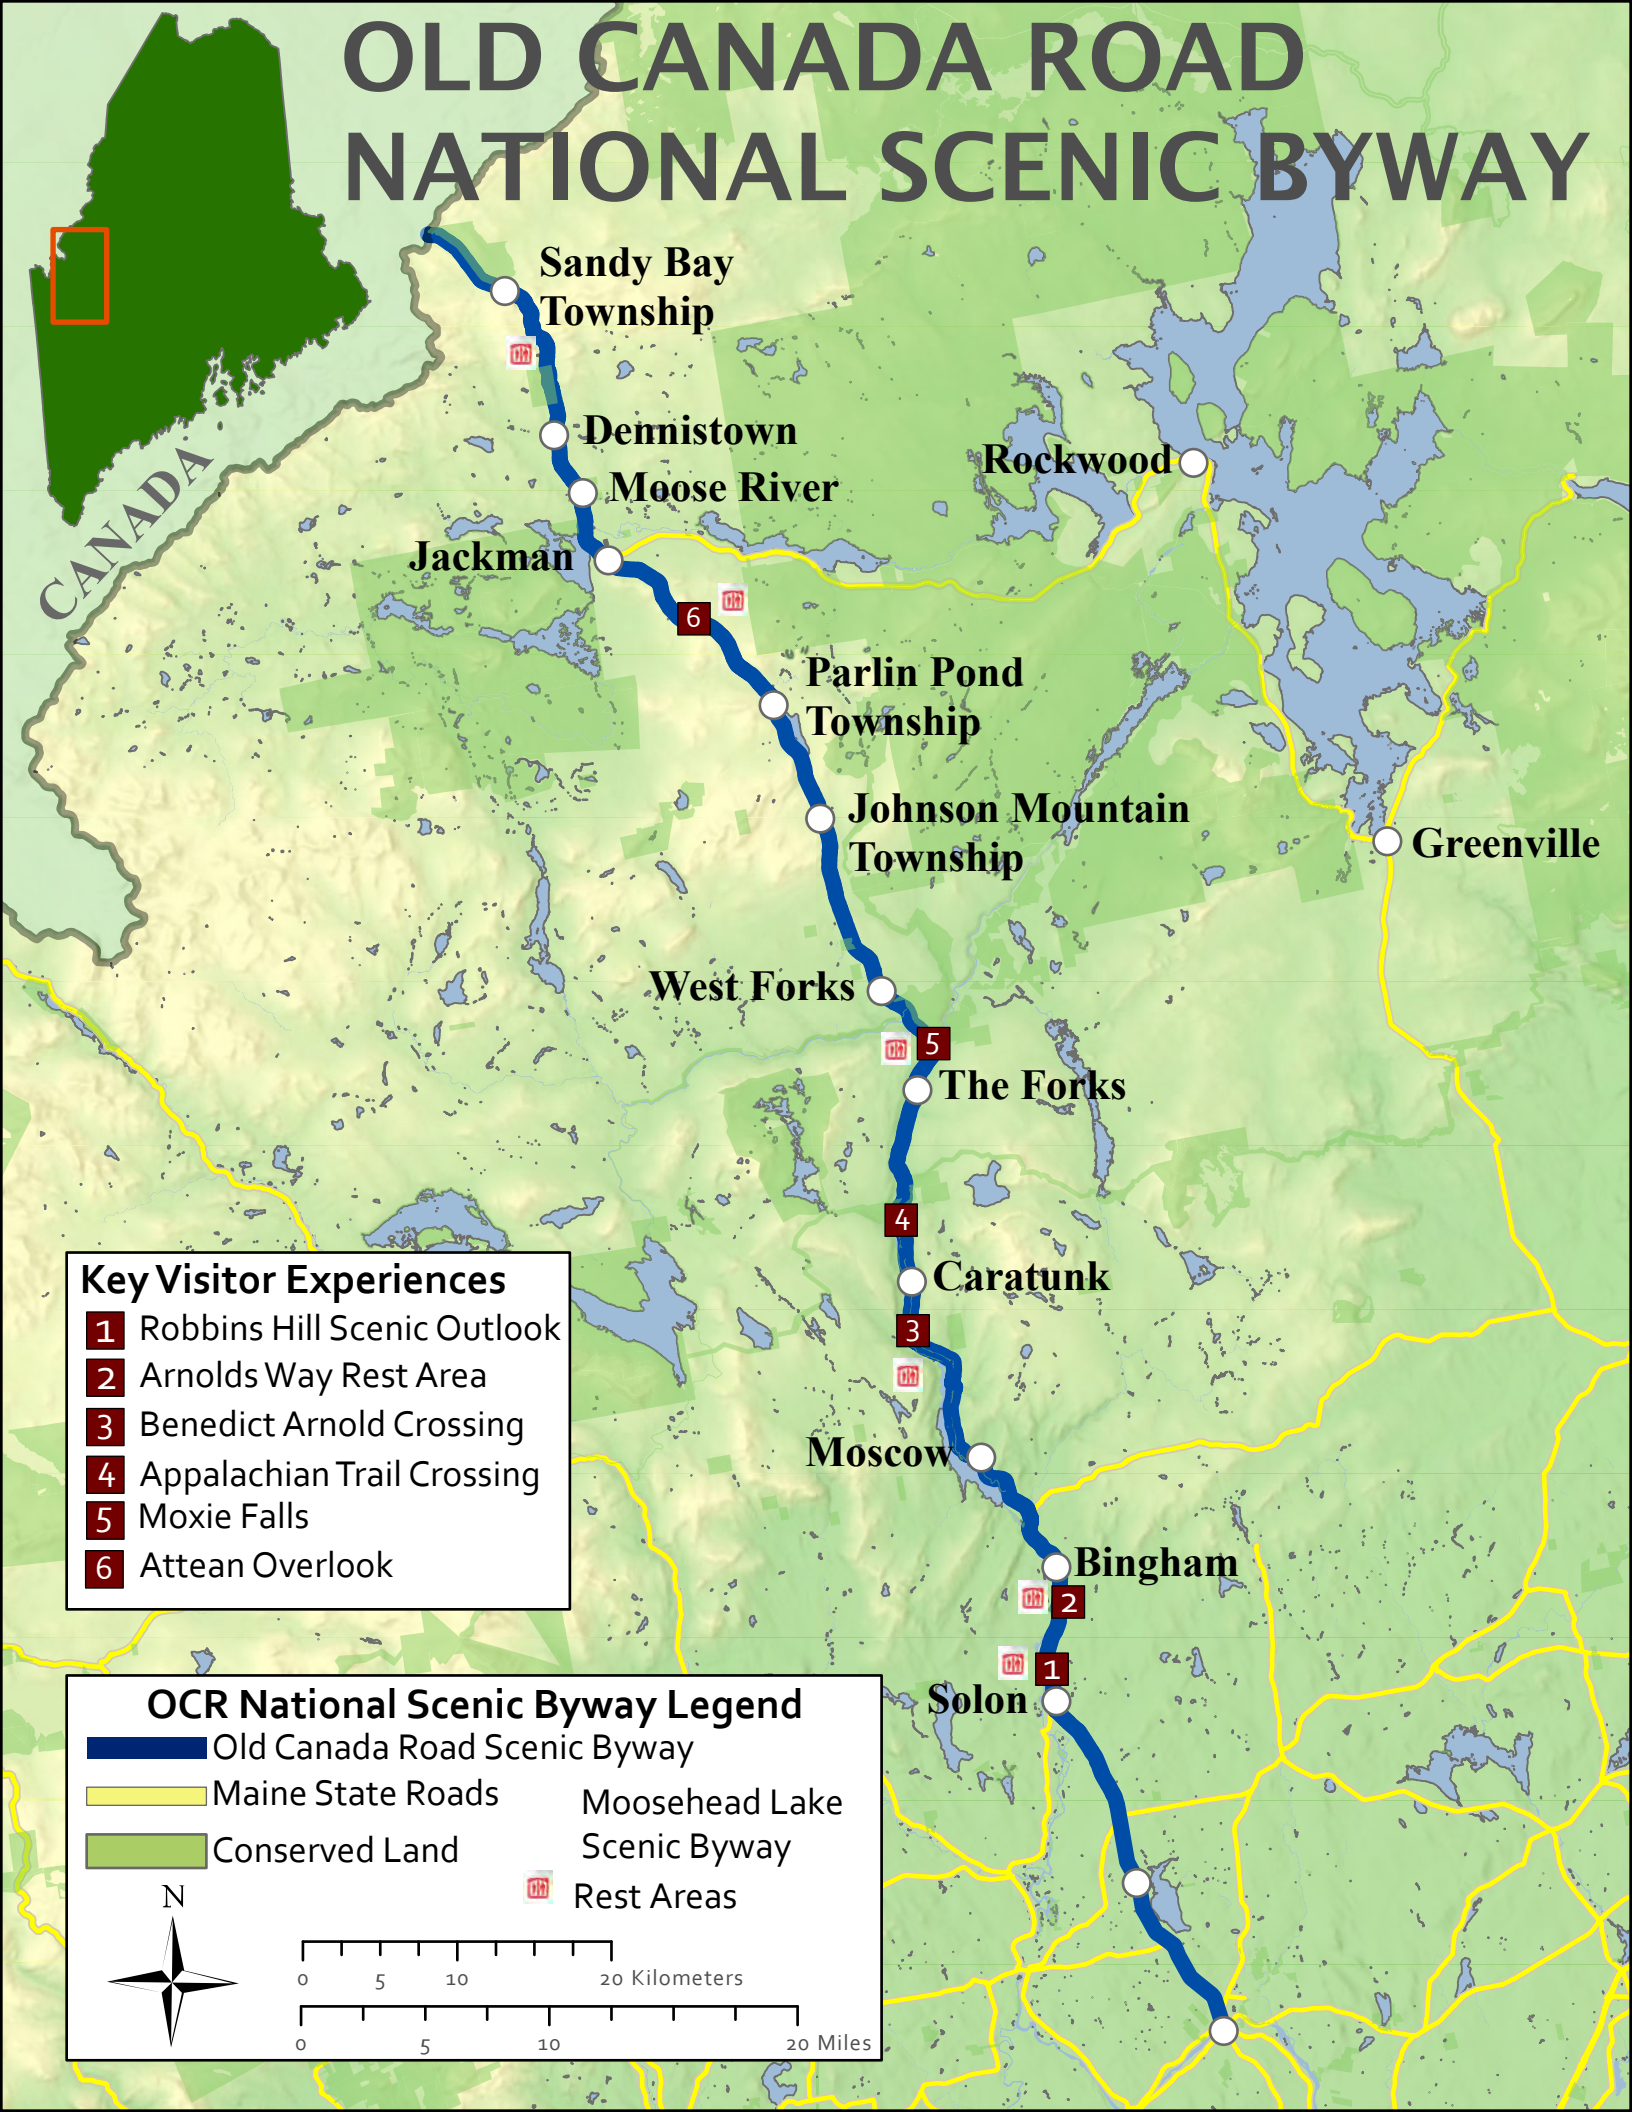 OLD CANADA ROAD
NATIONAL SCENIC BYWAY
CANADA
Sandy Bay
Township
Dennistown
Moose River
Rockwood
Jackman
6
Parlin Pond
Township
Johnson Mountain
Township
Greenville
West Forks
5
The Forks
4
Caratunk
3
Moscow
Bingham
2
1
Solon
Key Visitor Experiences
1 Robbins Hill Scenic Outlook
2 Arnolds Way Rest Area
3 Benedict Arnold Crossing
4 Appalachian Trail Crossing
5 Moxie Falls
6 Attean Overlook
OCR National Scenic Byway Legend
Old Canada Road Scenic Byway
Maine State Roads
Conserved Land
Moosehead Lake
Scenic Byway
Rest Areas
N
0 5 10 20 Kilometers
0 5 10 20 Miles